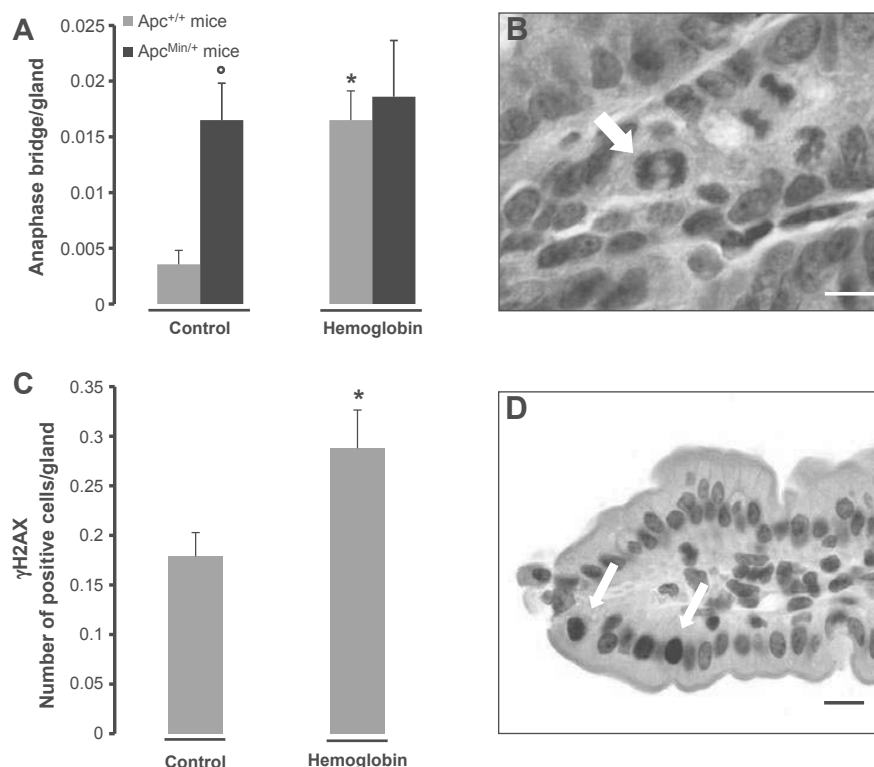 A
Apc+/+ mice
ApcMin/+ mice
Anaphase bridge/gland
0.025
0.02
0.015
0.01
0.005
0
°
*
Control
Hemoglobin
B
C
γH2AX
Number of positive cells/gland
0.35
0.3
0.25
0.2
0.15
0.1
0.05
0
*
Control
Hemoglobin
D